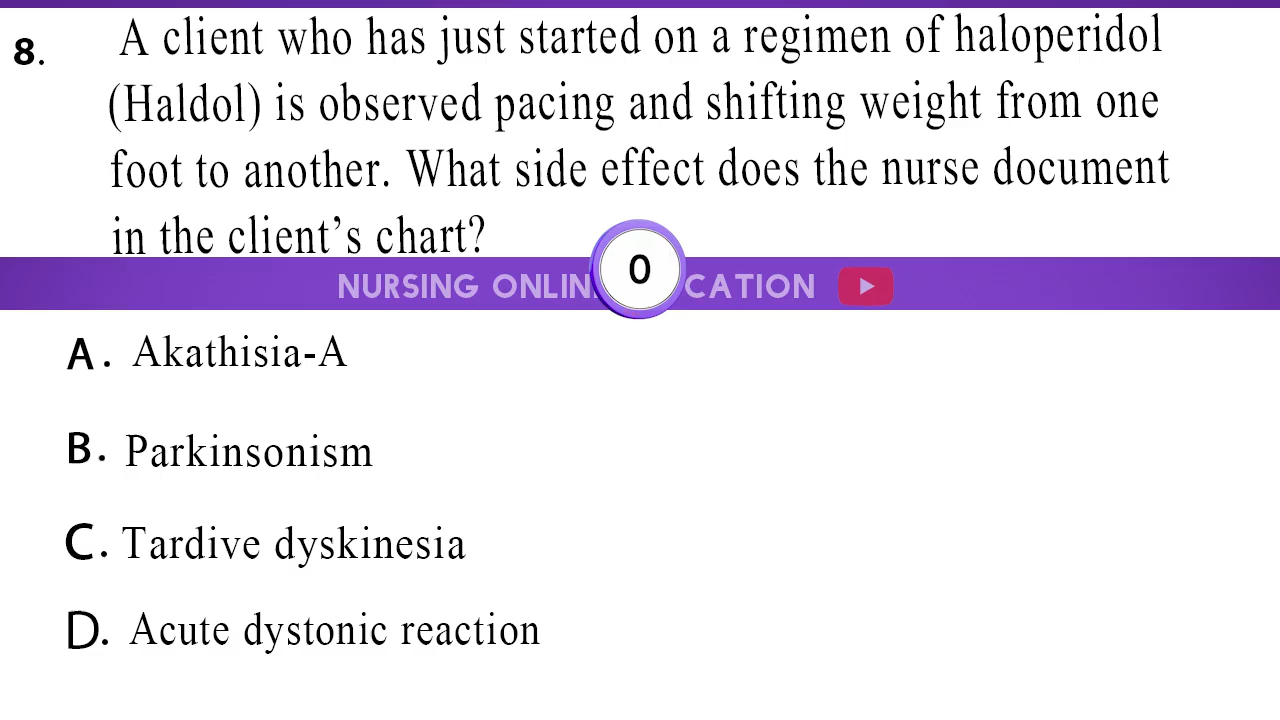 8. A client who has just started on a regimen of haloperidol
(Haldol) is observed pacing and shifting weight from one
foot to another. What side effect does the nurse document
in the client's chart?
0
NURSING ONLIN CATION
A. Akathisia-A
B. Parkinsonism
C. Tardive dyskinesia
D. Acute dystonic reaction